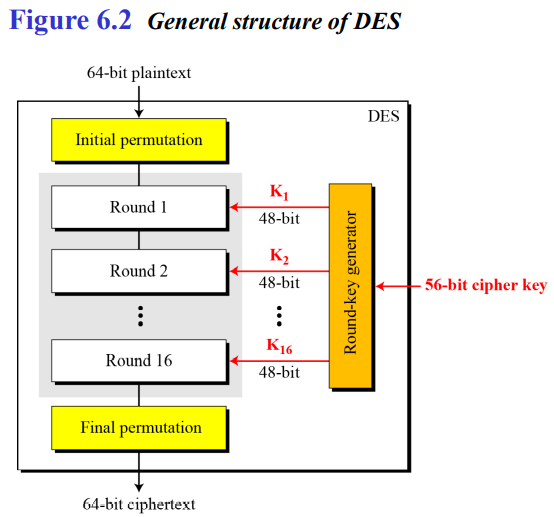 Figure 6.2 General structure of DES
64-bit plaintext
DES
Initial permutation
Round 1
K1
48-bit
Round 2
K2
48-bit
Round-key generator
56-bit cipher key
Round 16
K16
48-bit
Final permutation
64-bit ciphertext